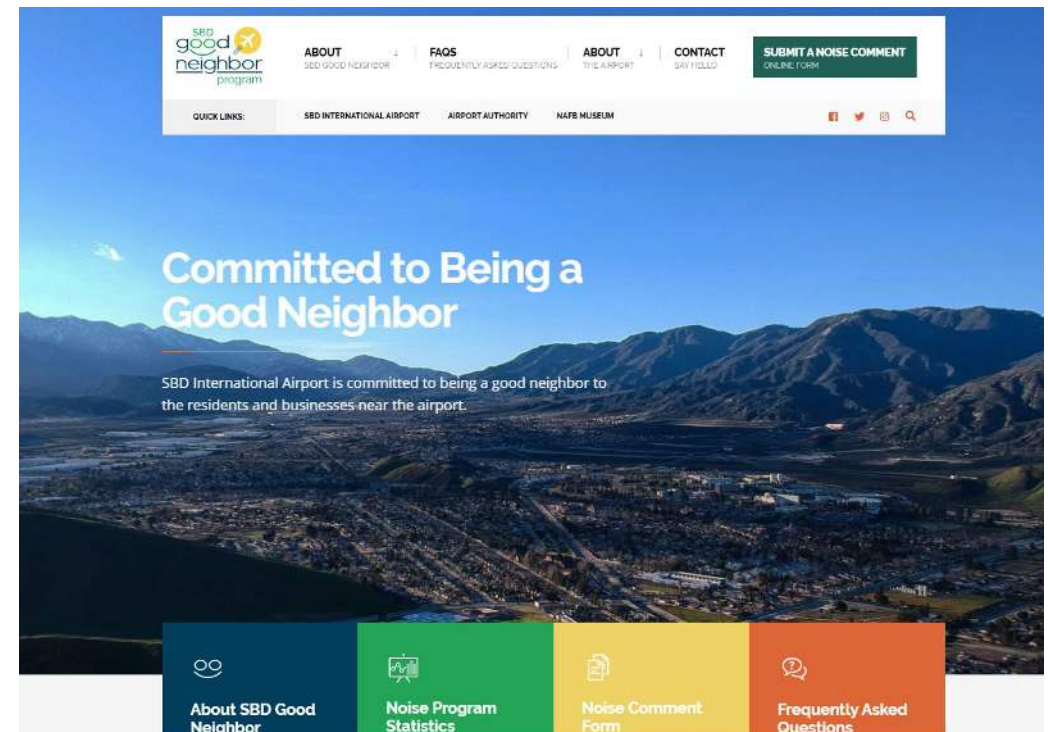 SBD
good
neighbor
program
ABOUT
SBD GOOD NEIGHBOR
FAQS
FREQUENTLY ASKED QUESTIONS
ABOUT
THE AIRPORT
CONTACT
SAY HELLO
SUBMIT A NOISE COMMENT
ONLINE FORM
QUICK LINKS:
SBD INTERNATIONAL AIRPORT
AIRPORT AUTHORITY
NAFB MUSEUM
Committed to Being a
Good Neighbor
SBD International Airport is committed to being a good neighbor to
the residents and businesses near the airport.
About SBD Good
Neighbor
Noise Program
Statistics
Noise Comment
Form
Frequently Asked
Questions